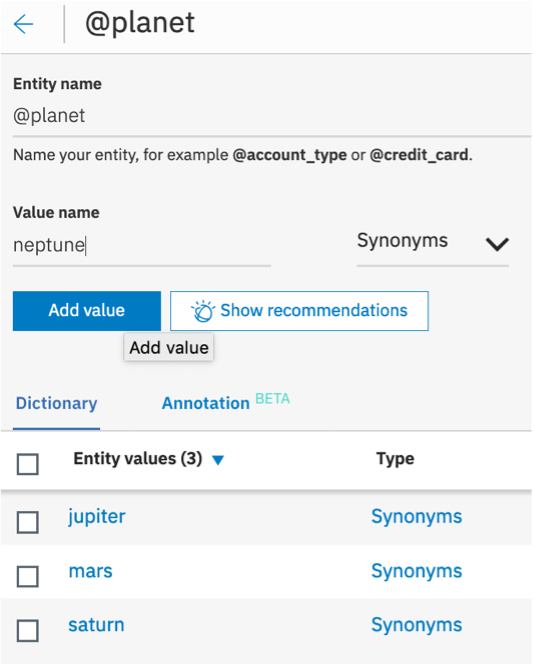 @planet
Entity name
@planet
Name your entity, for example @account_type or @credit_card.
Value name
neptune
Synonyms
Add value
Show recommendations
Add value
Dictionary
Annotation BETA
Entity values (3)
Type
jupiter
Synonyms
mars
Synonyms
saturn
Synonyms